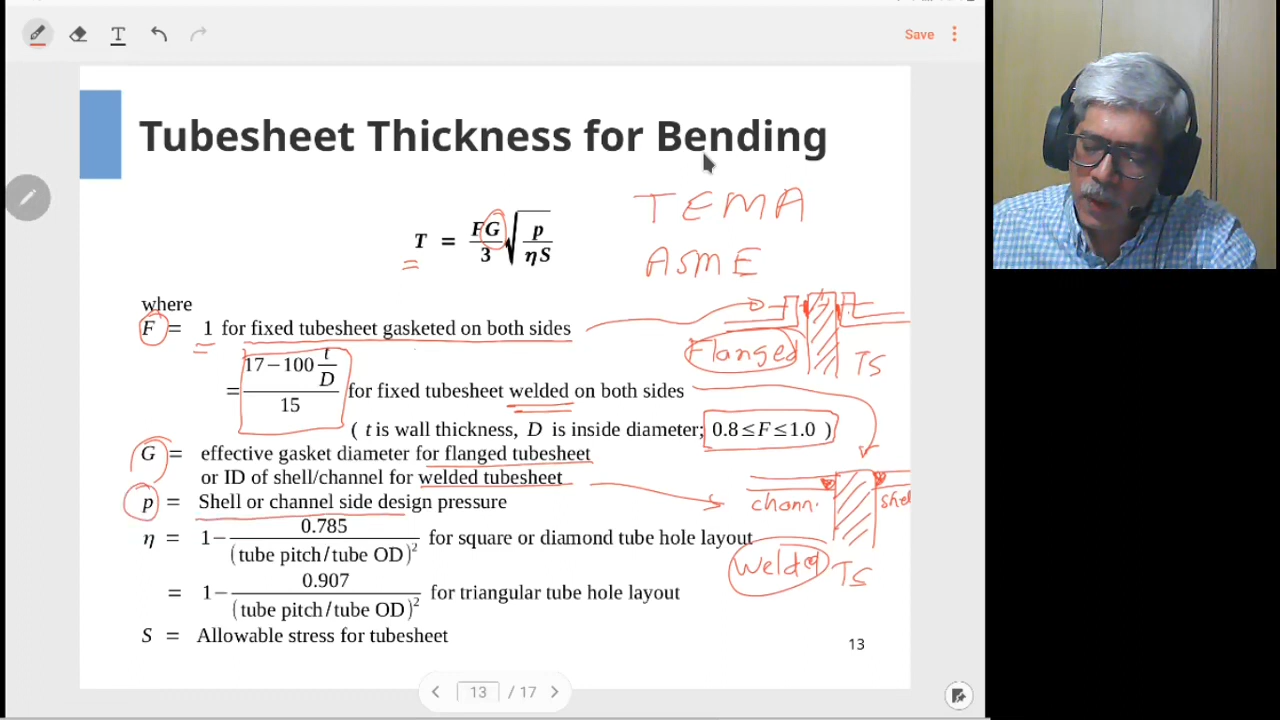 Save
Tubesheet Thickness for Bending
T = FG/3 √(p/ηS)
TEMA
ASME
where
F = 1 for fixed tubesheet gasketed on both sides
Flanged
TS
= (17−100 t/D)/15 for fixed tubesheet welded on both sides
( t is wall thickness, D is inside diameter; 0.8≤F≤1.0 )
G = effective gasket diameter for flanged tubesheet
or ID of shell/channel for welded tubesheet
chann. shel
p = Shell or channel side design pressure
η = 1− 0.785/(tube pitch/tube OD)² for square or diamond tube hole layout
Welded TS
= 1− 0.907/(tube pitch/tube OD)² for triangular tube hole layout
S = Allowable stress for tubesheet
13
13 / 17